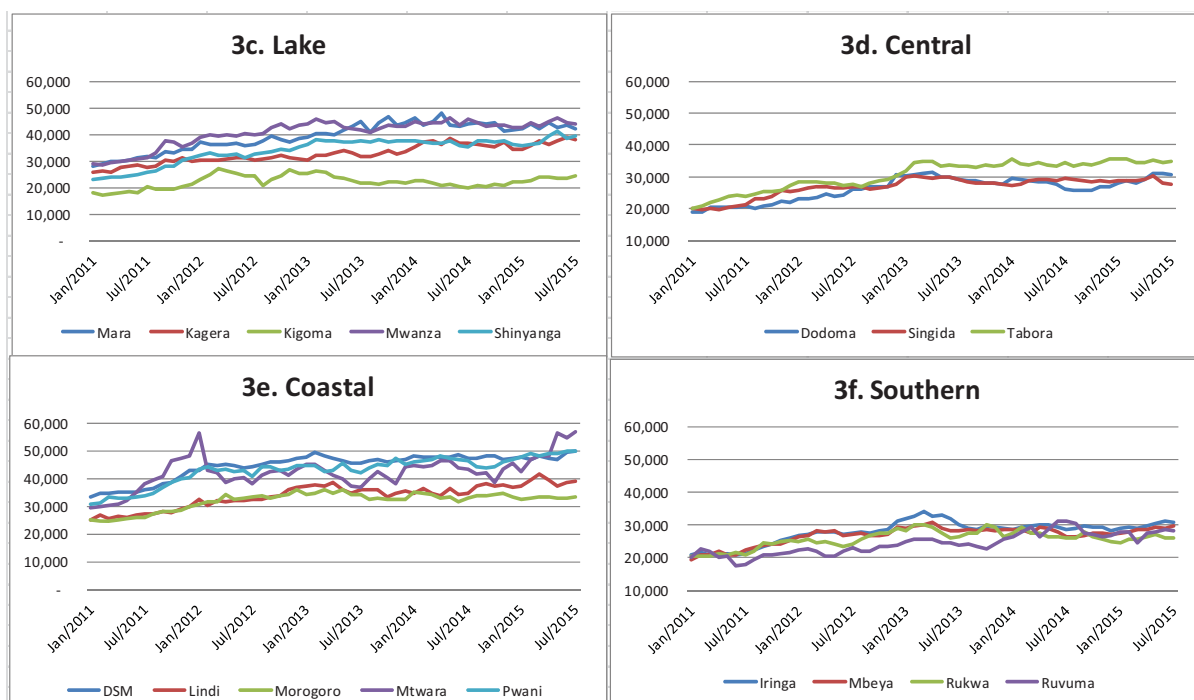 3c. Lake
60,000
50,000
40,000
30,000
20,000
10,000
-
Jan/2011
Jul/2011
Jan/2012
Jul/2012
Jan/2013
Jul/2013
Jan/2014
Jul/2014
Jan/2015
Jul/2015
Mara Kagera Kigoma Mwanza Shinyanga
3d. Central
60,000
50,000
40,000
30,000
20,000
10,000
Jan/2011
Jul/2011
Jan/2012
Jul/2012
Jan/2013
Jul/2013
Jan/2014
Jul/2014
Jan/2015
Jul/2015
Dodoma Singida Tabora
3e. Coastal
60,000
50,000
40,000
30,000
20,000
10,000
-
Jan/2011
Jul/2011
Jan/2012
Jul/2012
Jan/2013
Jul/2013
Jan/2014
Jul/2014
Jan/2015
Jul/2015
DSM Lindi Morogoro Mtwara Pwani
3f. Southern
60,000
50,000
40,000
30,000
20,000
10,000
Jan/2011
Jul/2011
Jan/2012
Jul/2012
Jan/2013
Jul/2013
Jan/2014
Jul/2014
Jan/2015
Jul/2015
Iringa Mbeya Rukwa Ruvuma